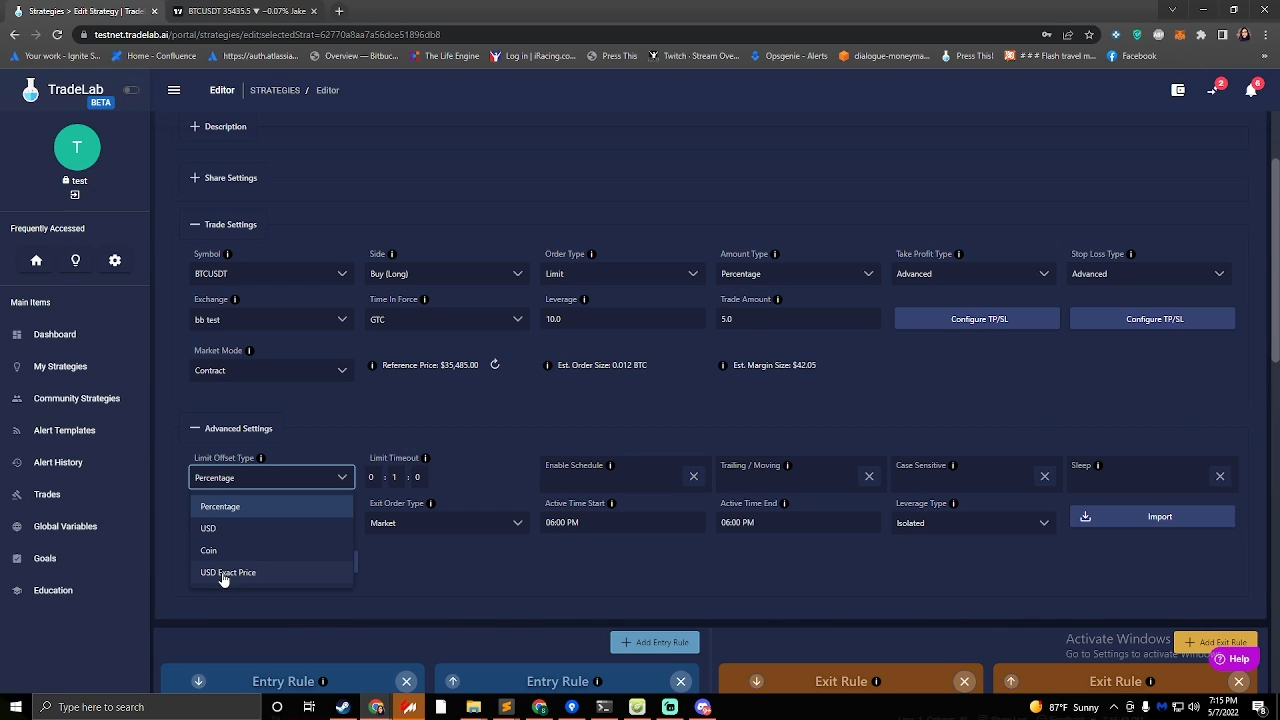 Strategies > Editor - TradeLab
BTCUSDT 35435.5 ▼ −0.07% 3dx
testnet.tradelab.ai/portal/strategies/edit
Your work - Ignite S...
Home - Confluence
https://auth.atlassia...
Overview — Bitbuc...
The Life Engine
Log in | iRacing.co...
Press This
Twitch - Stream Ove...
Opsgenie - Alerts
dialogue-moneyma...
Press This!
# # # Flash travel m...
Facebook
TradeLab
BETA
Editor
STRATEGIES / Editor
2
6
T
test
Frequently Accessed
Main Items
Dashboard
My Strategies
Community Strategies
Alert Templates
Alert History
Trades
Global Variables
Goals
Education
+ Description
+ Share Settings
— Trade Settings
Symbol
Side
Order Type
Amount Type
Take Profit Type
Stop Loss Type
BTCUSDT
Buy (Long)
Limit
Percentage
Advanced
Advanced
Exchange
Time In Force
Leverage
Trade Amount
bb test
GTC
10.0
5.0
Configure TP/SL
Configure TP/SL
Market Mode
Contract
Reference Price: $35,485.00
Est. Order Size: 0.012 BTC
Est. Margin Size: $42.05
— Advanced Settings
Limit Offset Type
Limit Timeout
Enable Schedule
Trailing / Moving
Case Sensitive
Sleep
Percentage
0 : 1 : 0
Percentage
USD
Coin
USD Exact Price
Exit Order Type
Active Time Start
Active Time End
Leverage Type
Market
06:00 PM
06:00 PM
Isolated
Import
+ Add Entry Rule
+ Add Exit Rule
Activate Windows
Go to Settings to activate Windows.
Help
Entry Rule
Entry Rule
Exit Rule
Exit Rule
Type here to search
87°F Sunny
7:15 PM
5/7/2022